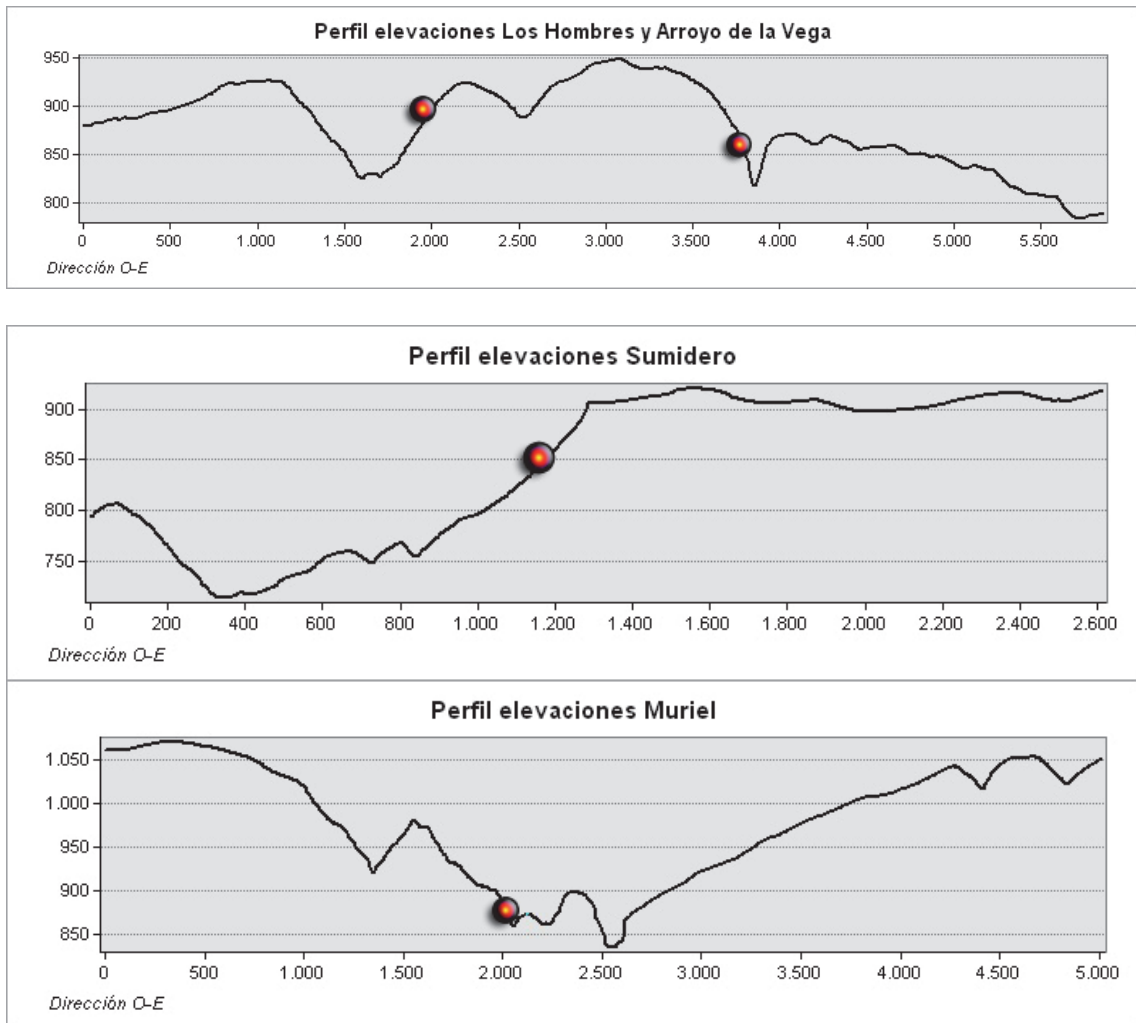 Perfil elevaciones Los Hombres y Arroyo de la Vega
950
900
850
800
0 500 1.000 1.500 2.000 2.500 3.000 3.500 4.000 4.500 5.000 5.500
Dirección O-E
Perfil elevaciones Sumidero
900
850
800
750
0 200 400 600 800 1.000 1.200 1.400 1.600 1.800 2.000 2.200 2.400 2.600
Dirección O-E
Perfil elevaciones Muriel
1.050
1.000
950
900
850
0 500 1.000 1.500 2.000 2.500 3.000 3.500 4.000 4.500 5.000
Dirección O-E